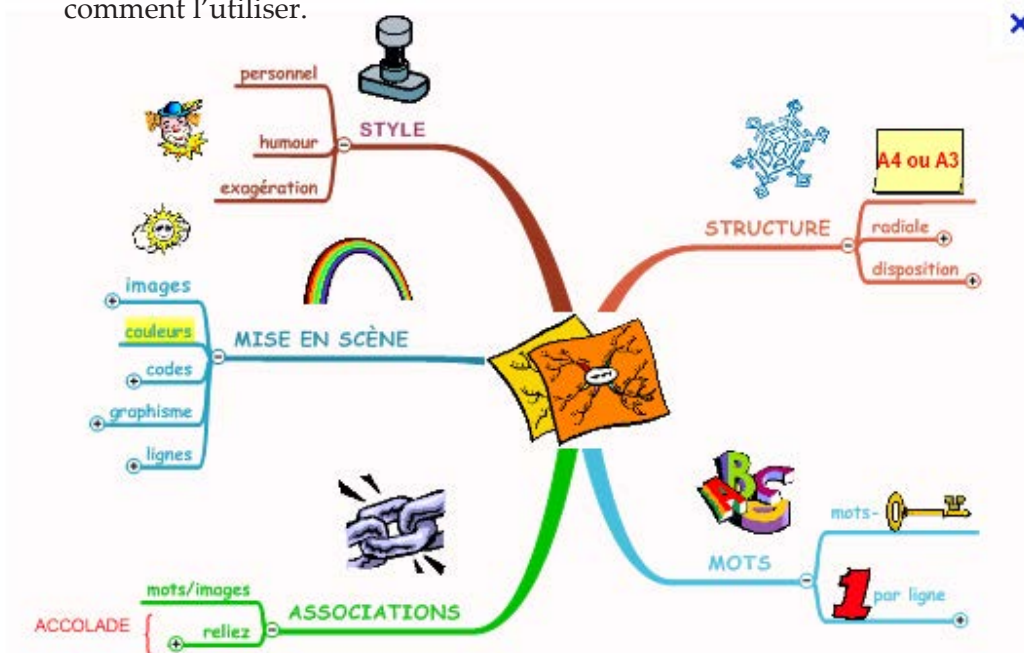 comment l’utiliser.
personnel
STYLE
humour
exagération
A4 ou A3
STRUCTURE
radiale
disposition
images
couleurs
MISE EN SCÈNE
codes
graphisme
lignes
ABC
mots-
MOTS
1 par ligne
mots/images
ASSOCIATIONS
ACCOLADE
reliez